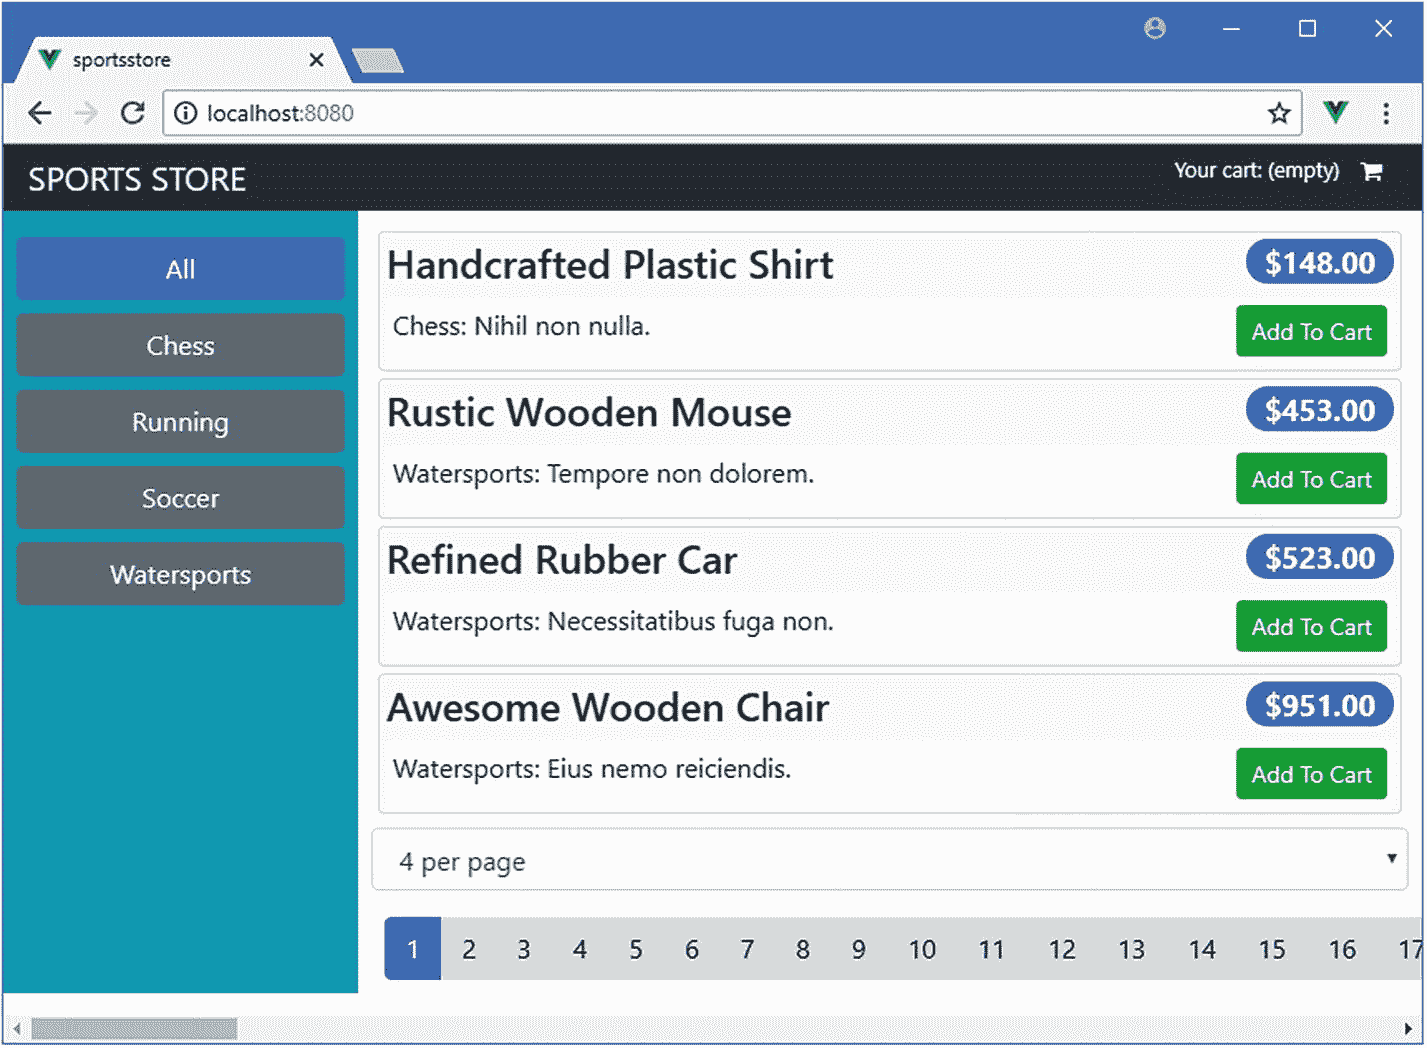 sportsstore
localhost:8080
SPORTS STORE
Your cart: (empty)
All
Chess
Running
Soccer
Watersports
Handcrafted Plastic Shirt
$148.00
Chess: Nihil non nulla.
Add To Cart
Rustic Wooden Mouse
$453.00
Watersports: Tempore non dolorem.
Add To Cart
Refined Rubber Car
$523.00
Watersports: Necessitatibus fuga non.
Add To Cart
Awesome Wooden Chair
$951.00
Watersports: Eius nemo reiciendis.
Add To Cart
4 per page
1 2 3 4 5 6 7 8 9 10 11 12 13 14 15 16 17